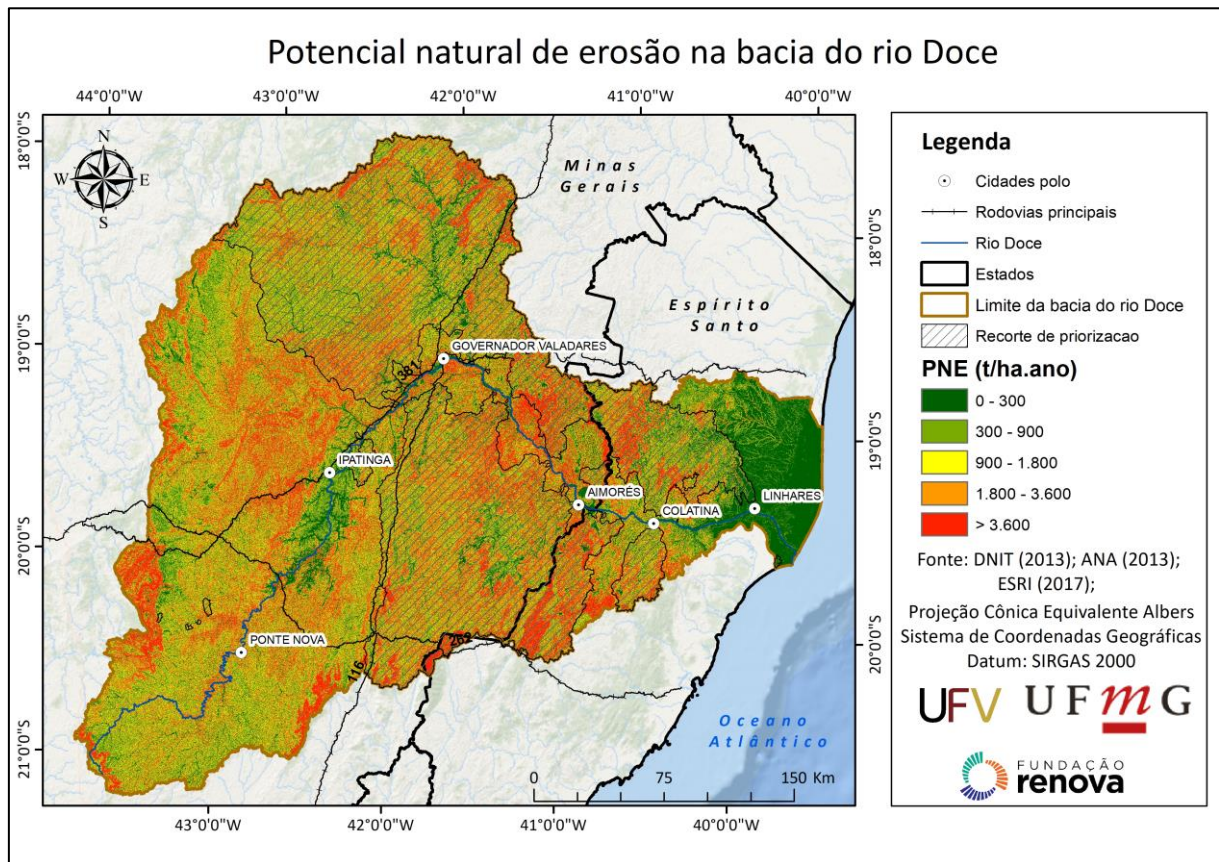 Potencial natural de erosão na bacia do rio Doce
44°0'0"W 43°0'0"W 42°0'0"W 41°0'0"W 40°0'0"W
18°0'0"S
19°0'0"S
20°0'0"S
21°0'0"S
N
W E
S
Minas
Gerais
Espírito
Santo
GOVERNADOR VALADARES
381
IPATINGA
AIMORÉS
COLATINA
LINHARES
PONTE NOVA
262
116
Oceano
Atlântico
0 75 150 Km
18°0'0"S
19°0'0"S
20°0'0"S
43°0'0"W 42°0'0"W 41°0'0"W 40°0'0"W
Legenda
Cidades polo
Rodovias principais
Rio Doce
Estados
Limite da bacia do rio Doce
Recorte de priorizacao
PNE (t/ha.ano)
0 - 300
300 - 900
900 - 1.800
1.800 - 3.600
> 3.600
Fonte: DNIT (2013); ANA (2013);
ESRI (2017);
Projeção Cônica Equivalente Albers
Sistema de Coordenadas Geográficas
Datum: SIRGAS 2000
UFV UFmG
FUNDAÇÃO
renova